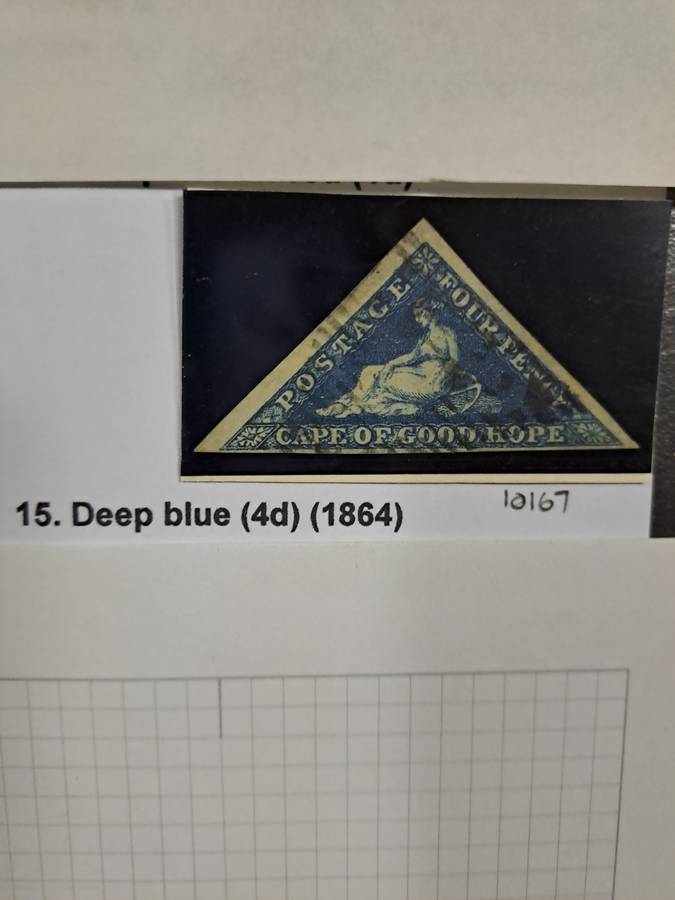 POSTAGE
FOUR PENCE
CAPE OF GOOD HOPE
15. Deep blue (4d) (1864)
10167